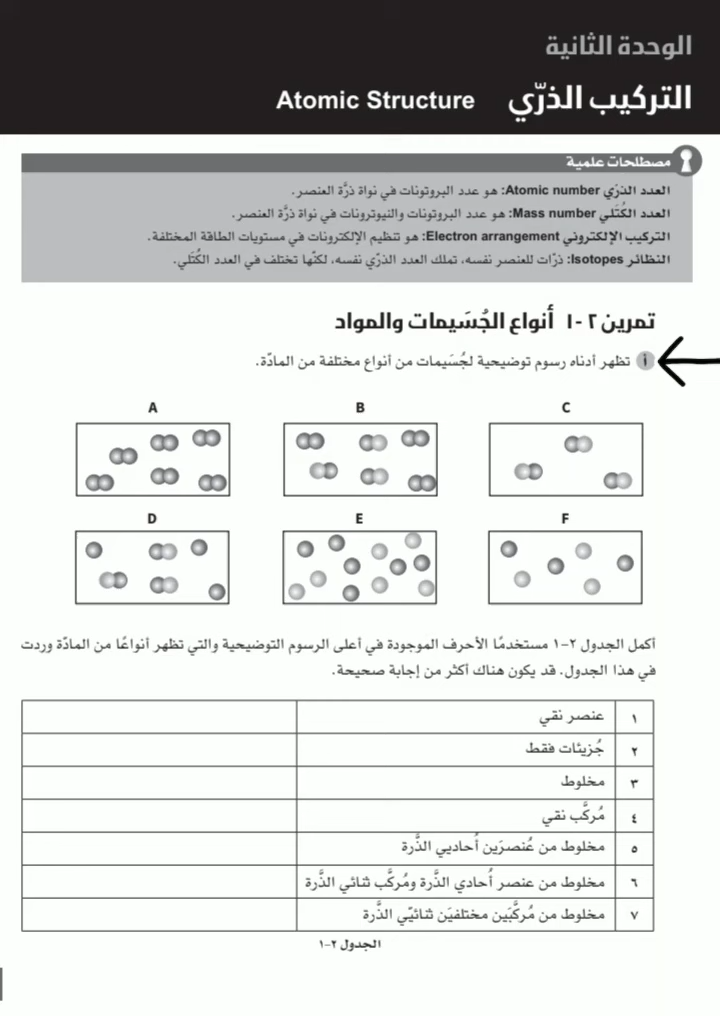 الوحدة الثانية
التركيب الذرّي Atomic Structure
مصطلحات علمية
العدد الذرّي Atomic number: هو عدد البروتونات في نواة ذرَّة العنصر.
العدد الكُتَلي Mass number: هو عدد البروتونات والنيوترونات في نواة ذرَّة العنصر.
التركيب الإلكتروني Electron arrangement: هو تنظيم الإلكترونات في مستويات الطاقة المختلفة.
النظائر Isotopes: ذرّات للعنصر نفسه، تملك العدد الذرّي نفسه، لكنّها تختلف في العدد الكُتَلي.
تمرين ٢-١ أنواع الجُسَيمات والمواد
أ تظهر أدناه رسوم توضيحية لجُسَيمات من أنواع مختلفة من المادّة.
A B C
D E F
أكمل الجدول ٢-١ مستخدمًا الأحرف الموجودة في أعلى الرسوم التوضيحية والتي تظهر أنواعًا من المادّة وردت
في هذا الجدول. قد يكون هناك أكثر من إجابة صحيحة.
١ عنصر نقي
٢ جُزيئات فقط
٣ مخلوط
٤ مُركَّب نقي
٥ مخلوط من عُنصرَين أُحاديي الذَّرة
٦ مخلوط من عنصر أُحادي الذَّرة ومُركَّب ثنائي الذَّرة
٧ مخلوط من مُركَّبَين مختلفيَن ثنائيّي الذَّرة
الجدول ٢-١